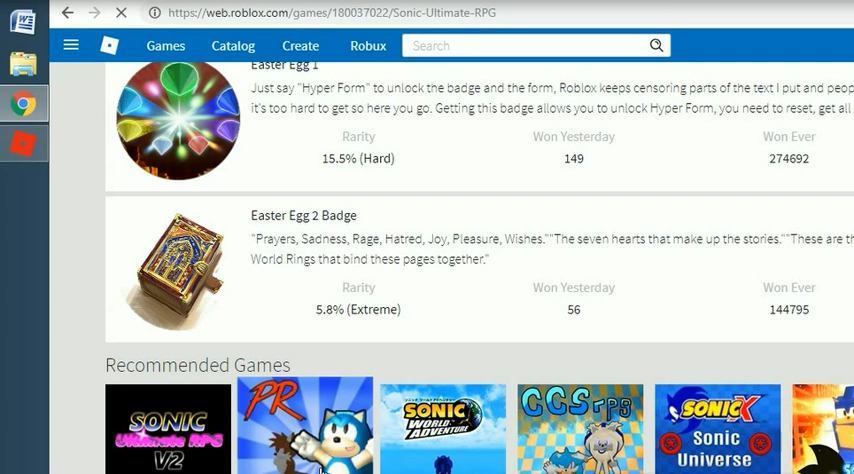 https://web.roblox.com/games/180037022/Sonic-Ultimate-RPG
Games Catalog Create Robux Search
Easter Egg 1
Just say "Hyper Form" to unlock the badge and the form, Roblox keeps censoring parts of the text I put and peop
it's too hard to get so here you go. Getting this badge allows you to unlock Hyper Form, you need to reset, get all
Rarity Won Yesterday Won Ever
15.5% (Hard) 149 274692
Easter Egg 2 Badge
"Prayers, Sadness, Rage, Hatred, Joy, Pleasure, Wishes.""The seven hearts that make up the stories.""These are th
World Rings that bind these pages together."
Rarity Won Yesterday Won Ever
5.8% (Extreme) 56 144795
Recommended Games
SONIC
Ultimate RPG
V2
PR
SONIC
WORLD
ADVENTURE
CCS rpg
SONIC X
Sonic
Universe